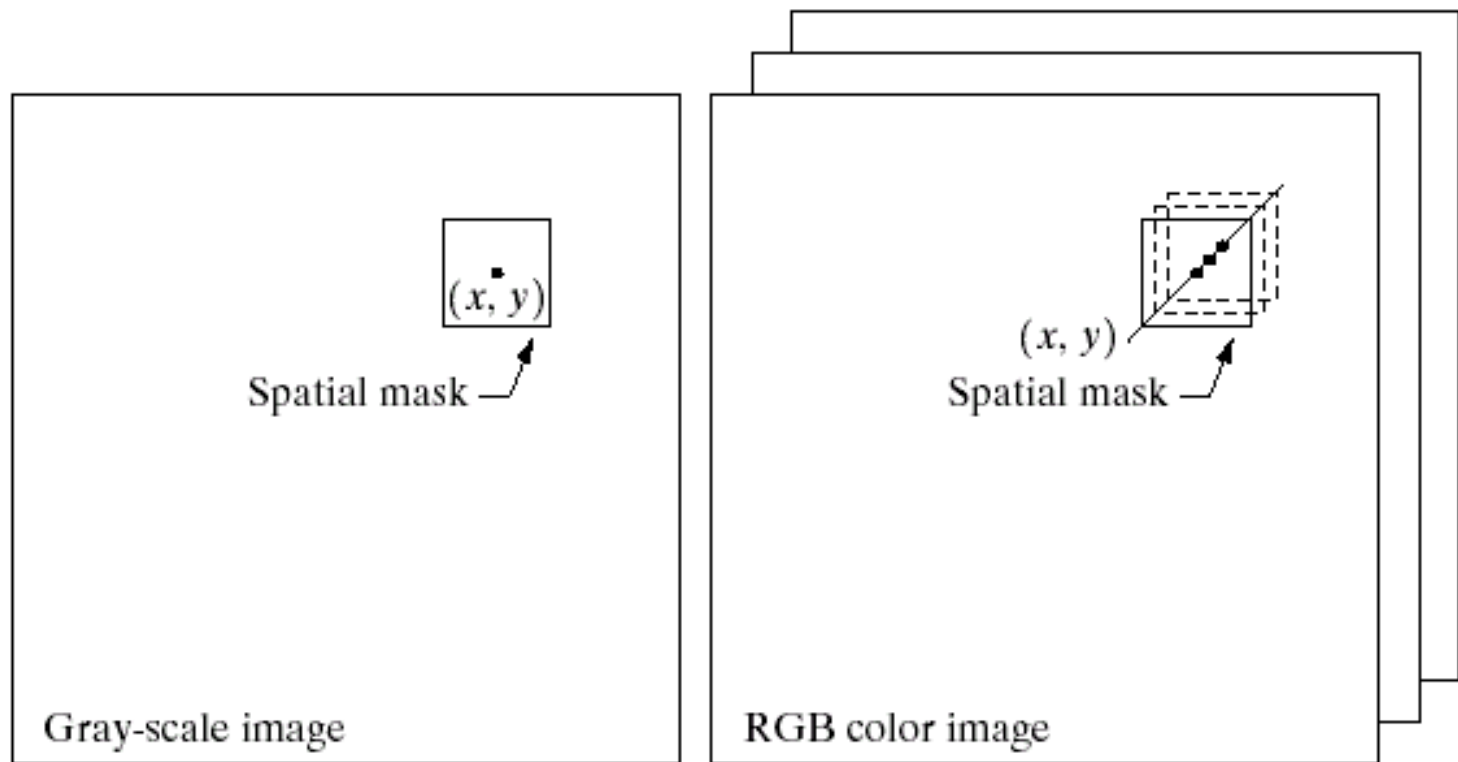 (x, y)
Spatial mask
Gray-scale image
(x, y)
Spatial mask
RGB color image